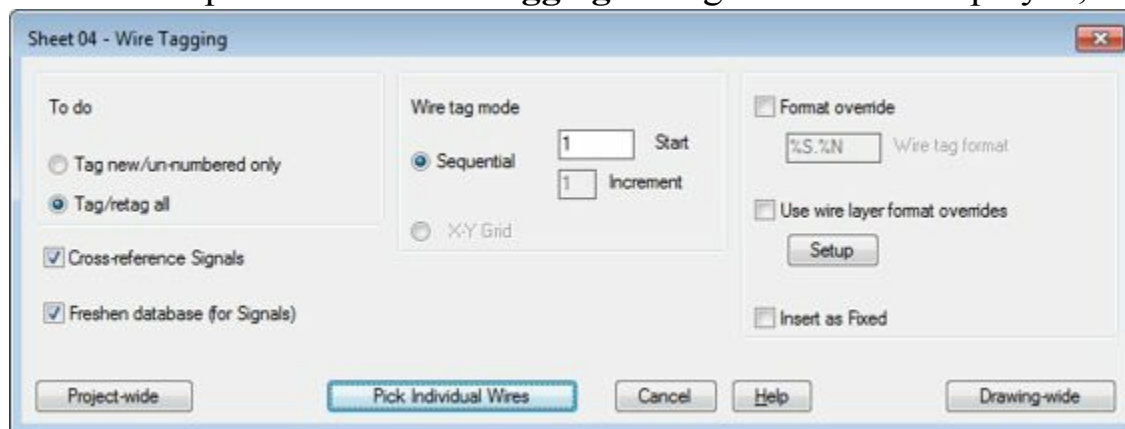 Sheet 04 - Wire Tagging
To do
Tag new/un-numbered only
Tag/retag all
Cross-reference Signals
Freshen database (for Signals)
Wire tag mode
Sequential
1 Start
1 Increment
X-Y Grid
Format override
%S.%N Wire tag format
Use wire layer format overrides
Setup
Insert as Fixed
Project-wide Pick Individual Wires Cancel Help Drawing-wide